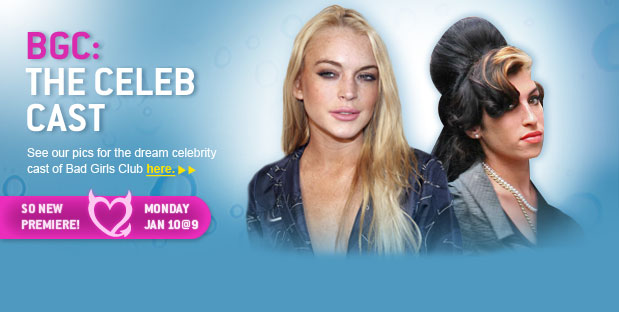 BGC:
THE CELEB
CAST
See our pics for the dream celebrity
cast of Bad Girls Club here.
SO NEW
PREMIERE!
MONDAY
JAN 10@9